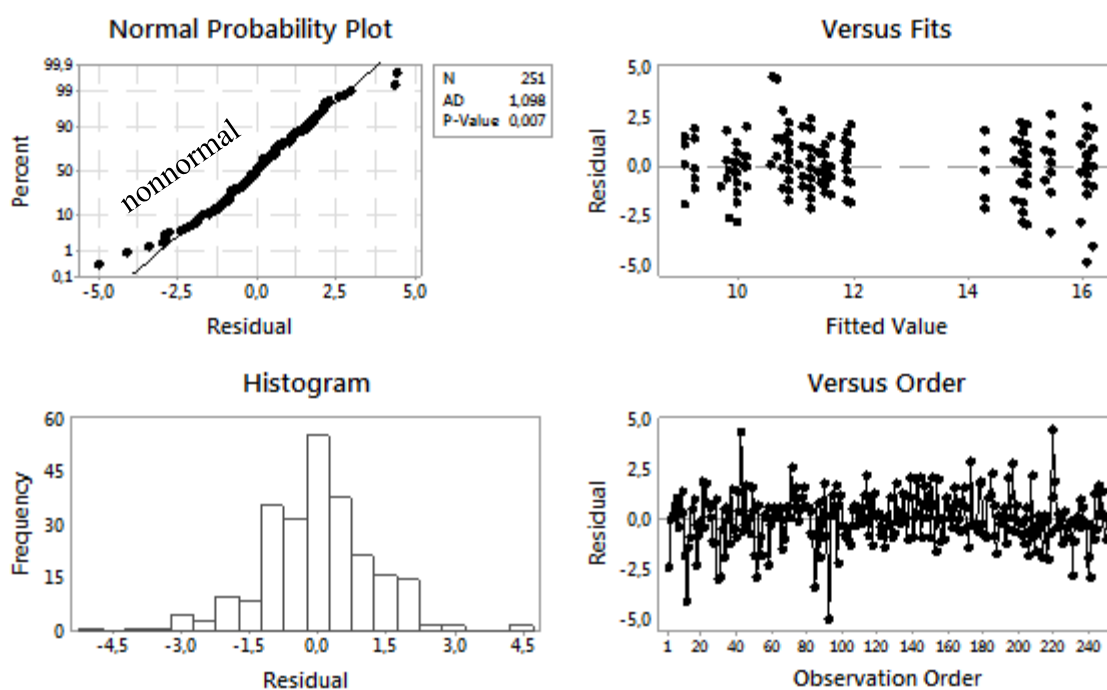 Normal Probability Plot
99,9
99
90
50
10
1
0,1
Percent
nonnormal
-5,0 -2,5 0,0 2,5 5,0
Residual
N 251
AD 1,098
P-Value 0,007
Versus Fits
5,0
2,5
0,0
-2,5
-5,0
Residual
10 12 14 16
Fitted Value
Histogram
60
45
30
15
0
Frequency
-4,5 -3,0 -1,5 0,0 1,5 3,0 4,5
Residual
Versus Order
5,0
2,5
0,0
-2,5
-5,0
Residual
1 20 40 60 80 100 120 140 160 180 200 220 240
Observation Order